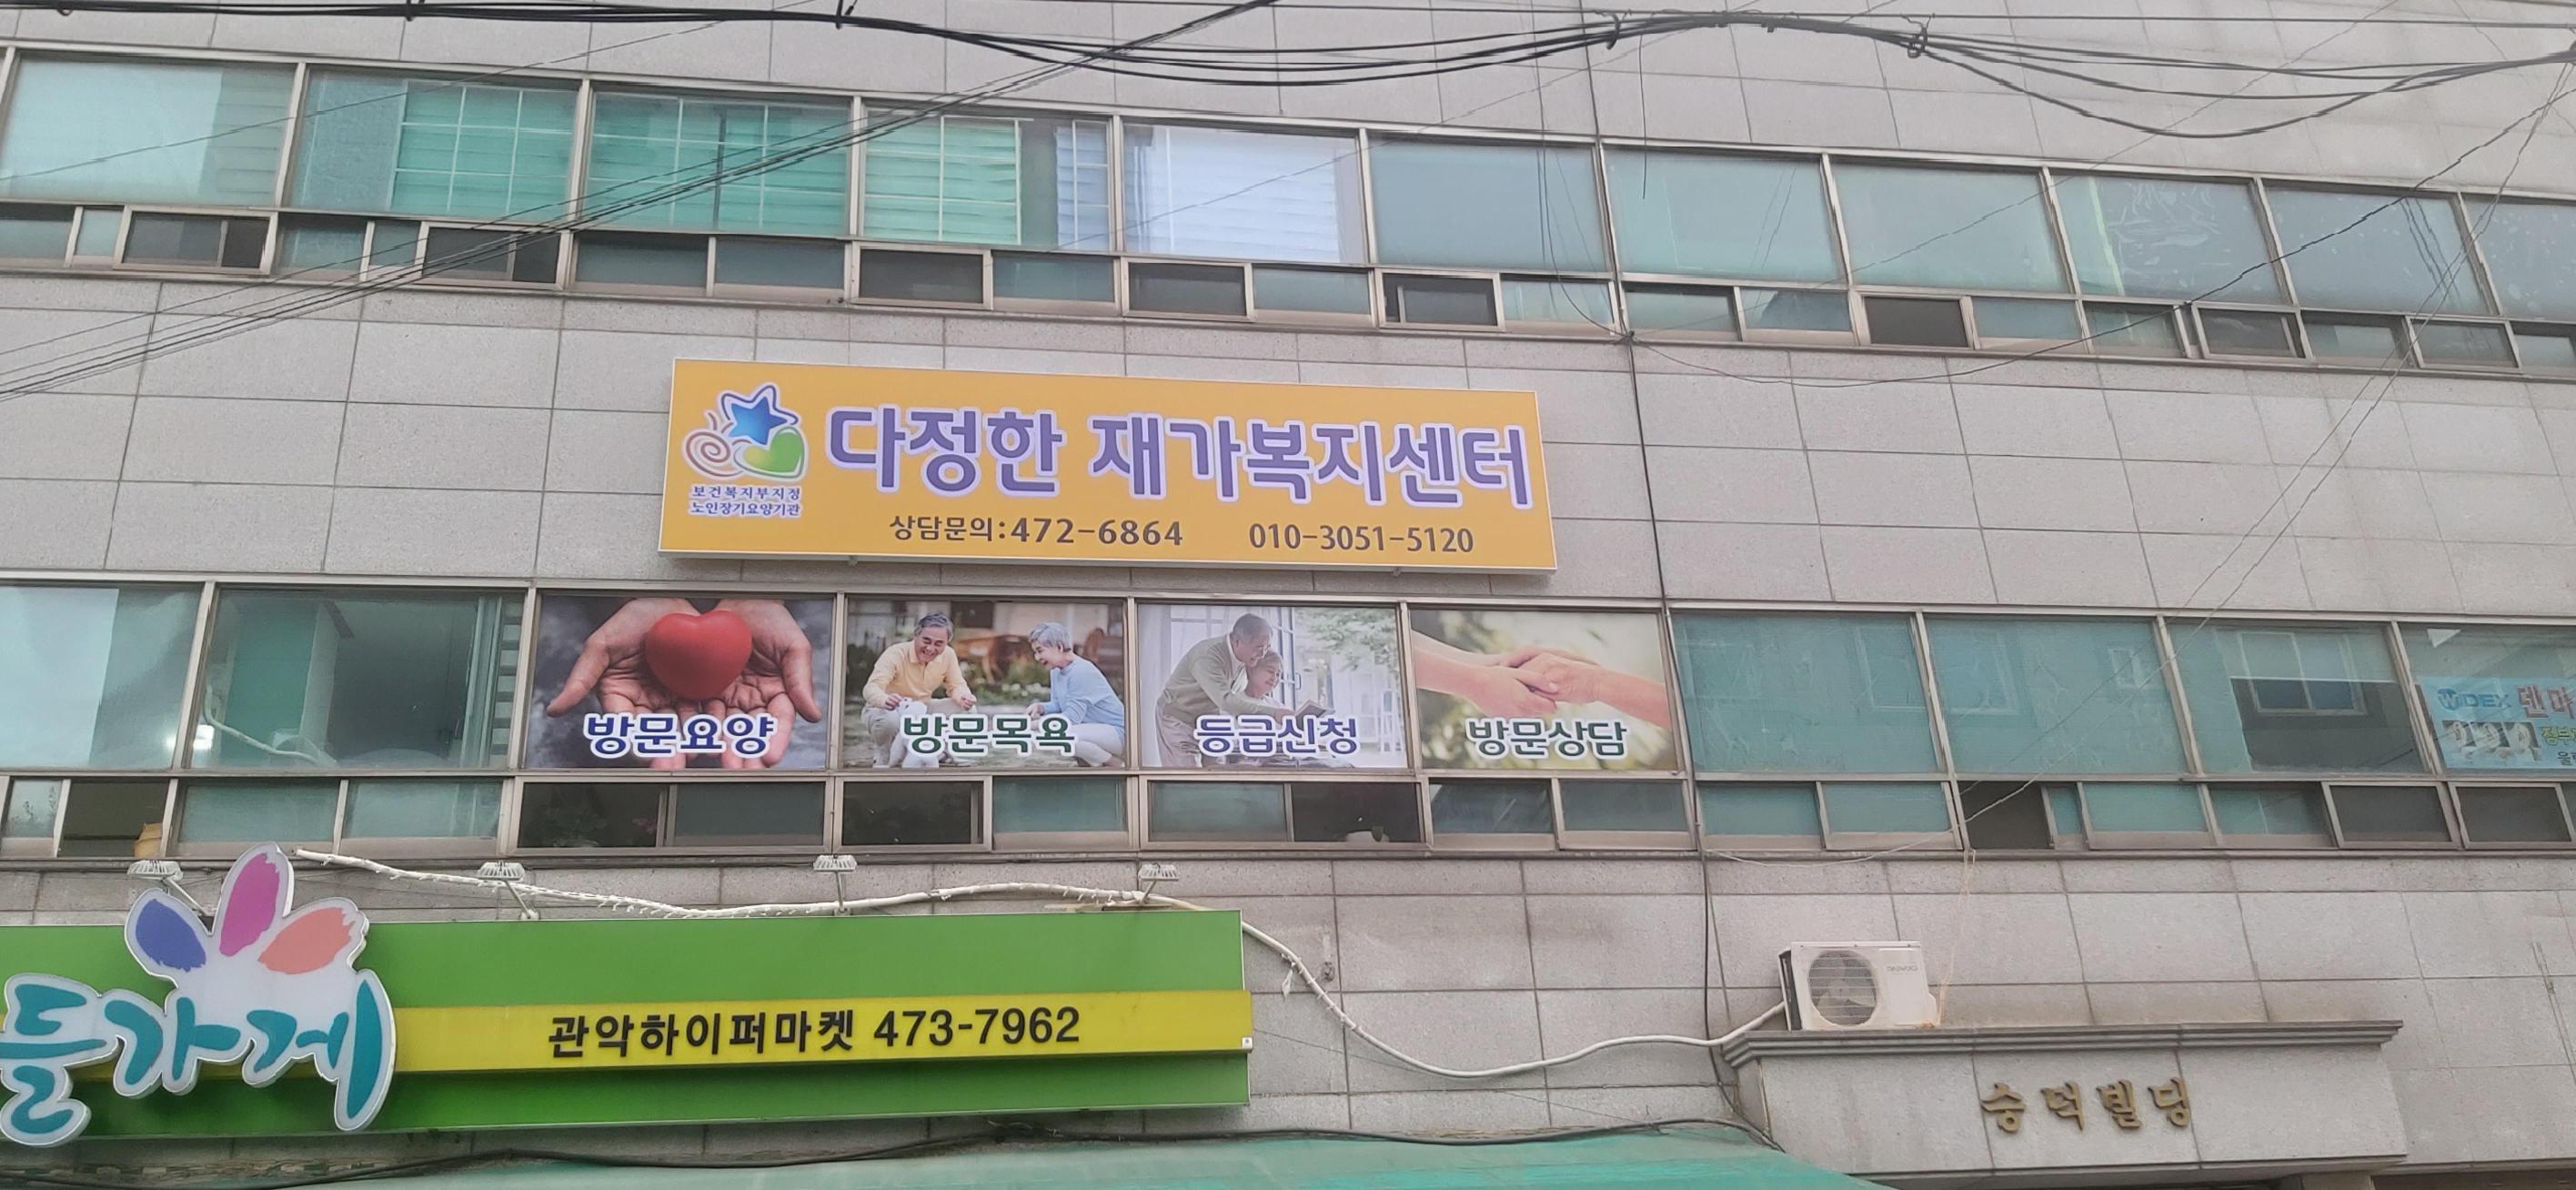 다정한 재가복지센터
보건복지부지정
노인장기요양기관
상담문의:472-6864 010-3051-5120
방문요양 방문목욕 등급신청 방문상담
WIDEX
들가게
관악하이퍼마켓 473-7962
승덕빌딩